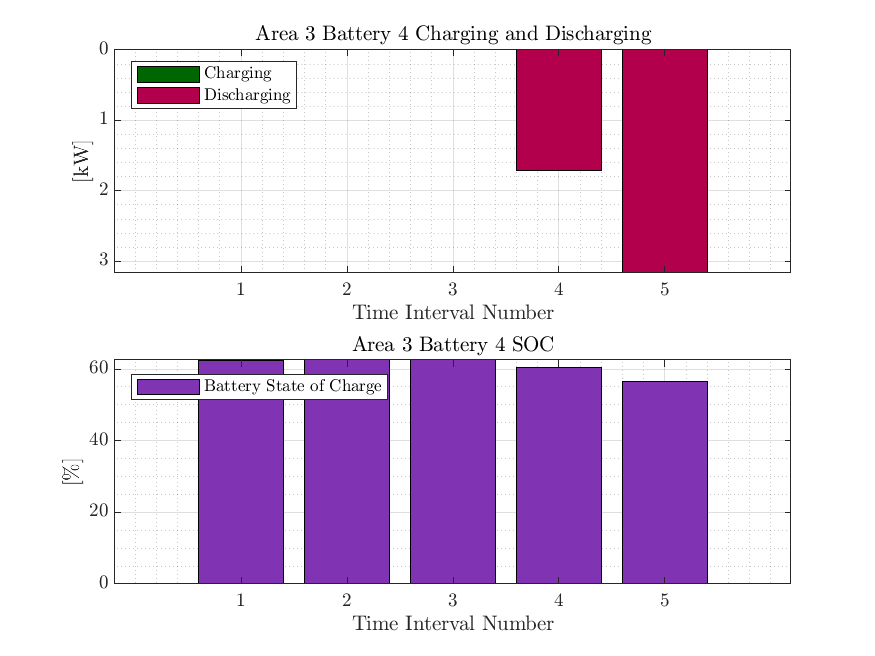 Area 3 Battery 4 Charging and Discharging
0
1
2
3
[kW]
Charging
Discharging
1 2 3 4 5
Time Interval Number
Area 3 Battery 4 SOC
60
40
20
0
[%]
Battery State of Charge
1 2 3 4 5
Time Interval Number